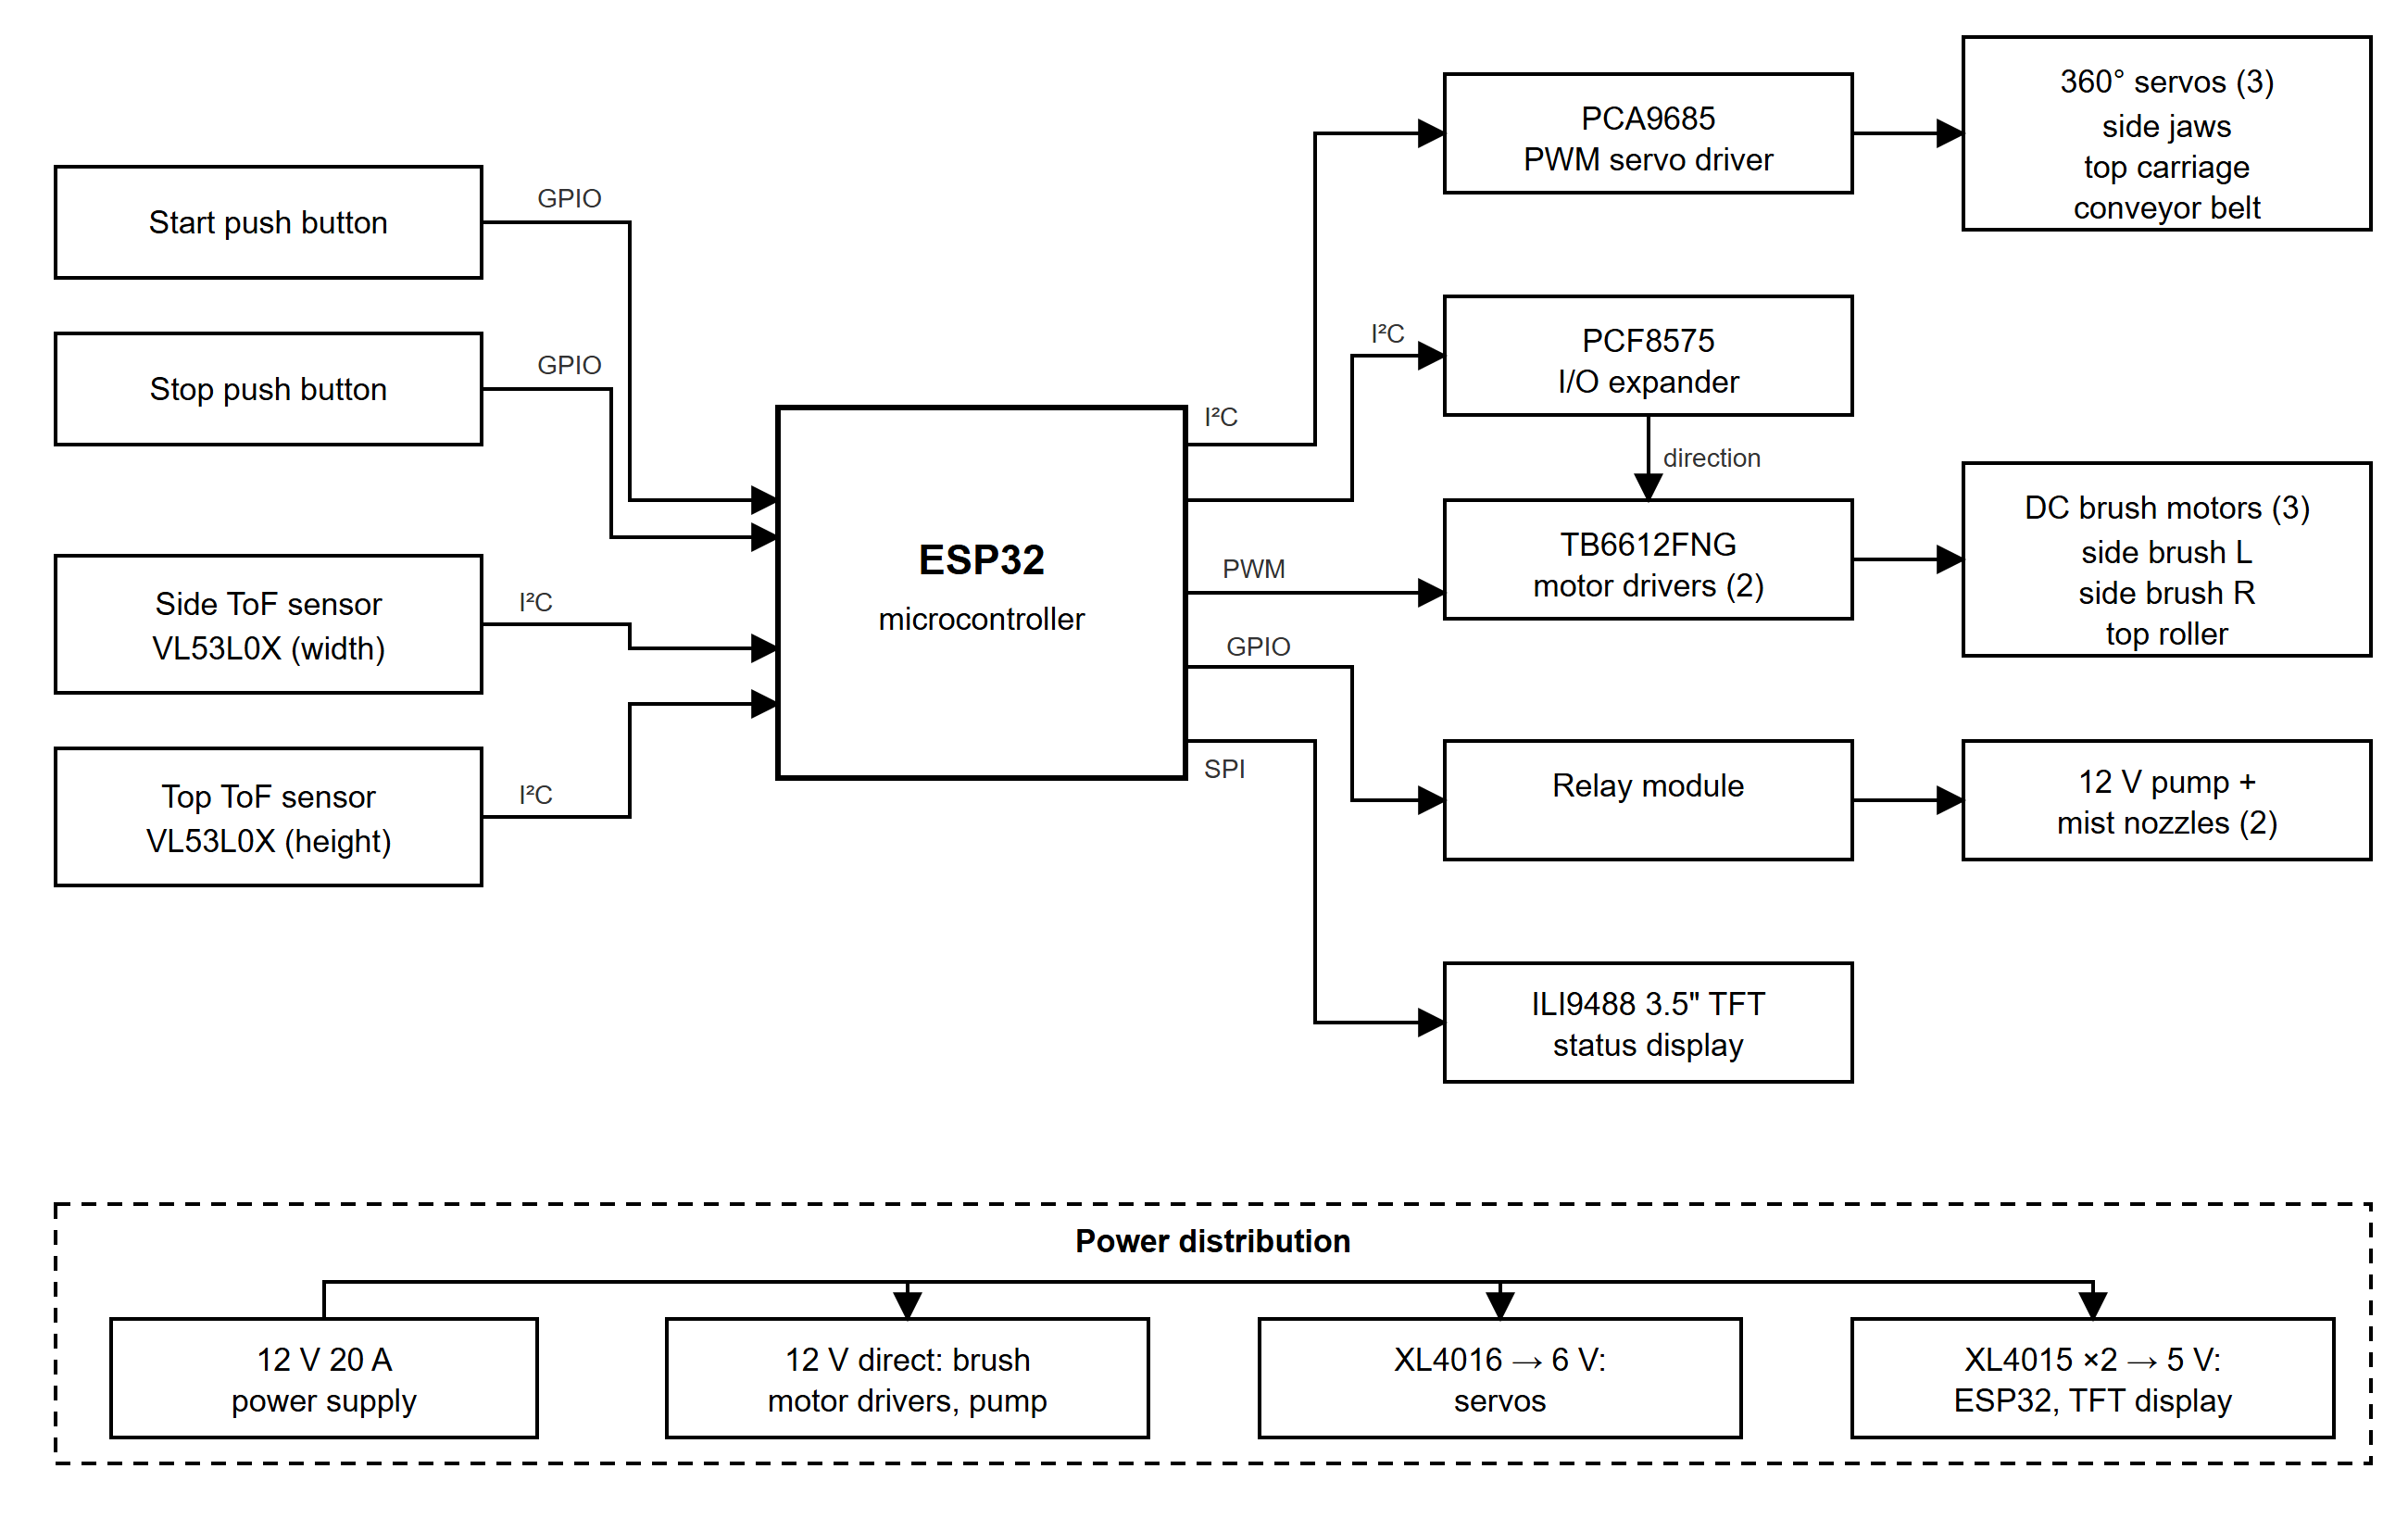 360° servos (3)
side jaws
top carriage
conveyor belt
PCA9685
PWM servo driver
Start push button
GPIO
PCF8575
I/O expander
I²C
Stop push button
GPIO
I²C
direction
DC brush motors (3)
side brush L
side brush R
top roller
TB6612FNG
motor drivers (2)
PWM
ESP32
microcontroller
Side ToF sensor
VL53L0X (width)
I²C
GPIO
Relay module
12 V pump +
mist nozzles (2)
SPI
Top ToF sensor
VL53L0X (height)
I²C
ILI9488 3.5" TFT
status display
Power distribution
12 V 20 A
power supply
12 V direct: brush
motor drivers, pump
XL4016 → 6 V:
servos
XL4015 ×2 → 5 V:
ESP32, TFT display